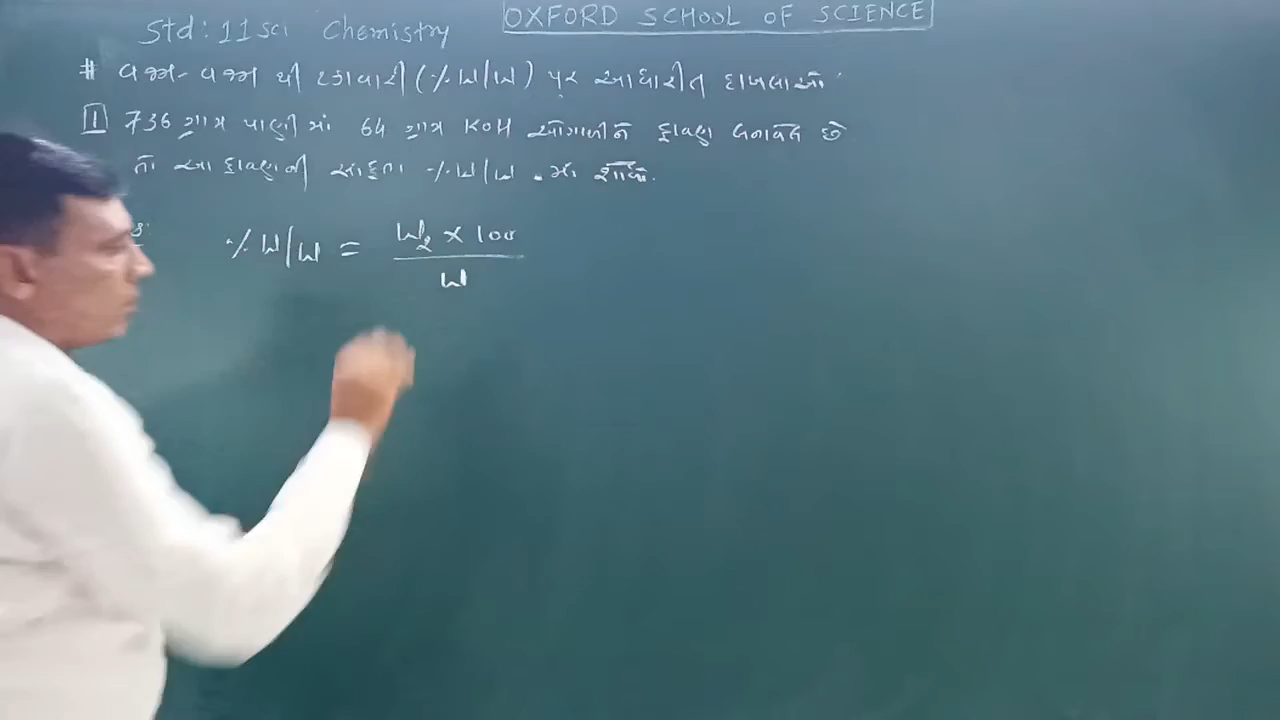 OXFORD SCHOOL OF SCIENCE
Std : 11 sci Chemistry
# વજન - વજન થી ટકાવારી (% W/W) પર આધારીત દાખલાઓ
1 736 ગ્રામ પાણી માં 64 ગ્રામ KOH ઓગાળીને દ્રાવણ બનાવેલ છે
તો આ દ્રાવણની સાંદ્રતા % W/W માં શોધો.
% W/W = W₂ × 100
W